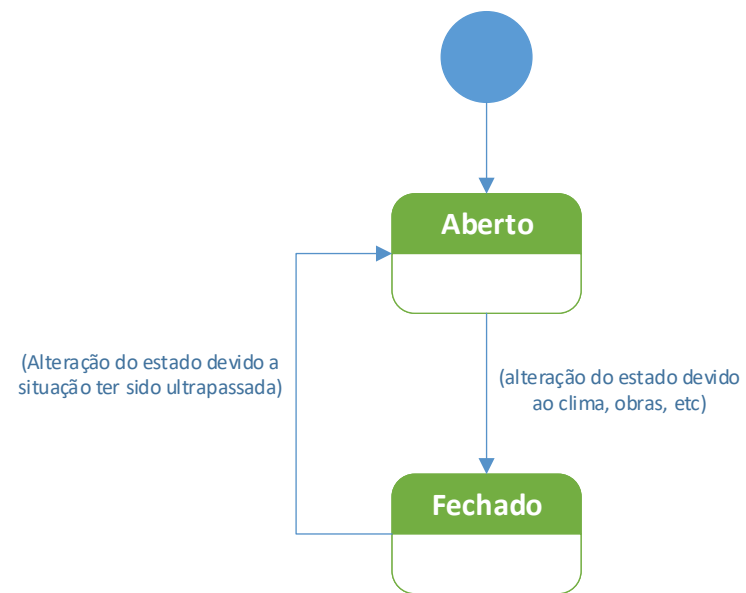 Aberto
(Alteração do estado devido a
situação ter sido ultrapassada)
(alteração do estado devido
ao clima, obras, etc)
Fechado